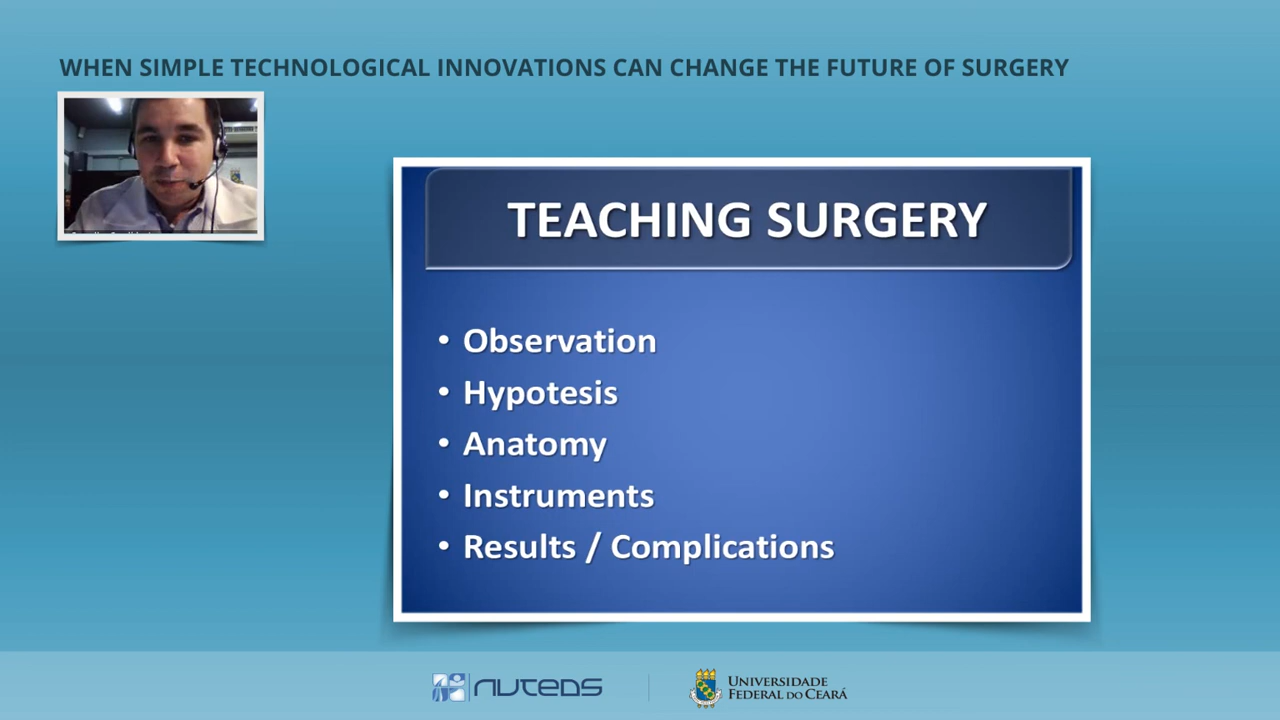 WHEN SIMPLE TECHNOLOGICAL INNOVATIONS CAN CHANGE THE FUTURE OF SURGERY
TEACHING SURGERY
• Observation
• Hypotesis
• Anatomy
• Instruments
• Results / Complications
NUTEDS
UNIVERSIDADE
FEDERAL DO CEARÁ